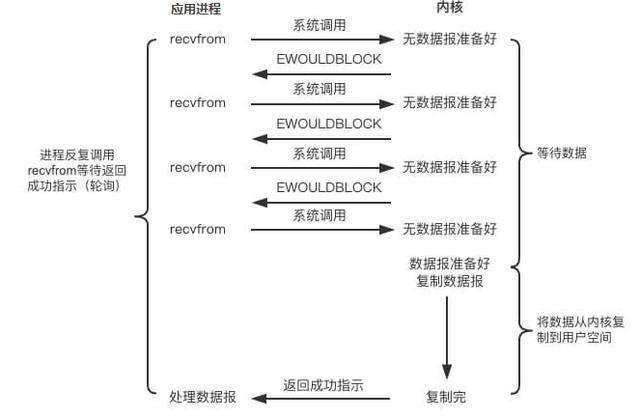 应用进程
内核
系统调用
recvfrom
无数据报准备好
EWOULDBLOCK
系统调用
recvfrom
无数据报准备好
EWOULDBLOCK
系统调用
recvfrom
无数据报准备好
EWOULDBLOCK
系统调用
recvfrom
无数据报准备好
进程反复调用
recvfrom等待返回
成功指示（轮询）
等待数据
数据报准备好
复制数据报
将数据从内核复
制到用户空间
返回成功指示
处理数据报
复制完